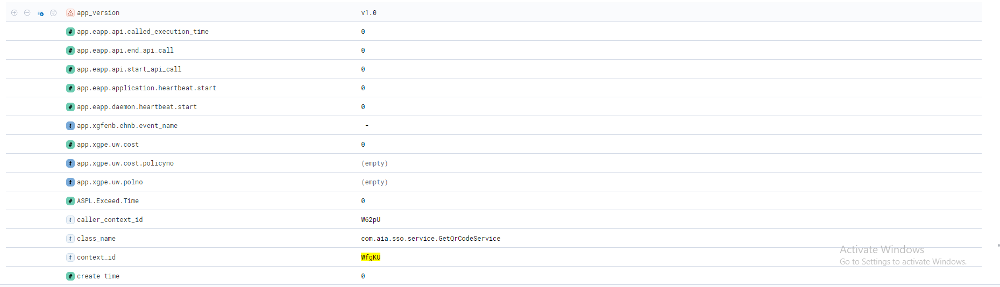 app_version v1.0
# app.eapp.api.called_execution_time 0
# app.eapp.api.end_api_call 0
# app.eapp.api.start_api_call 0
# app.eapp.application.heartbeat.start 0
# app.eapp.daemon.heartbeat.start 0
t app.xgfenb.ehnb.event_name -
# app.xgpe.uw.cost 0
t app.xgpe.uw.cost.policyno (empty)
t app.xgpe.uw.polno (empty)
# ASPL.Exceed.Time 0
t caller_context_id W62pU
t class_name com.aia.sso.service.GetQrCodeService
t context_id WfgKU
# create time 0
Activate Windows
Go to Settings to activate Windows.